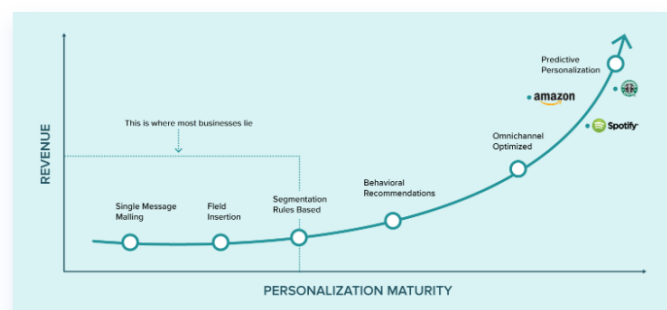 Predictive
Personalization
amazon
Spotify
This is where most businesses lie
Omnichannel
Optimized
Behavioral
Recommendations
Single Message
Mailing
Field
Insertion
Segmentation
Rules Based
REVENUE
PERSONALIZATION MATURITY